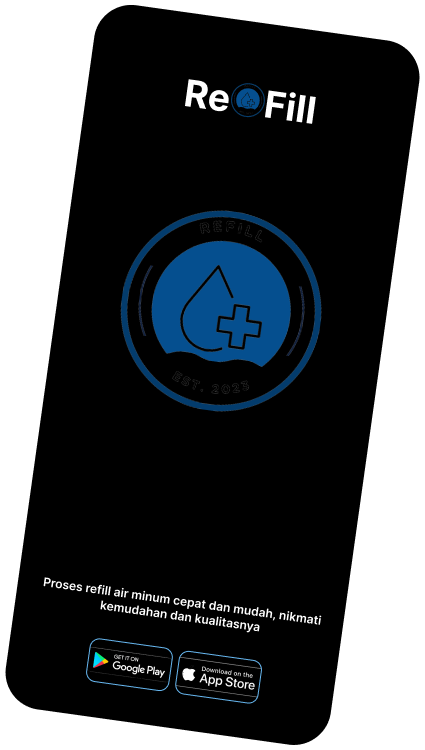 Re Fill
REFILL
EST. 2023
Proses refill air minum cepat dan mudah, nikmati
kemudahan dan kualitasnya
GET IT ON
Google Play
Download on the
App Store